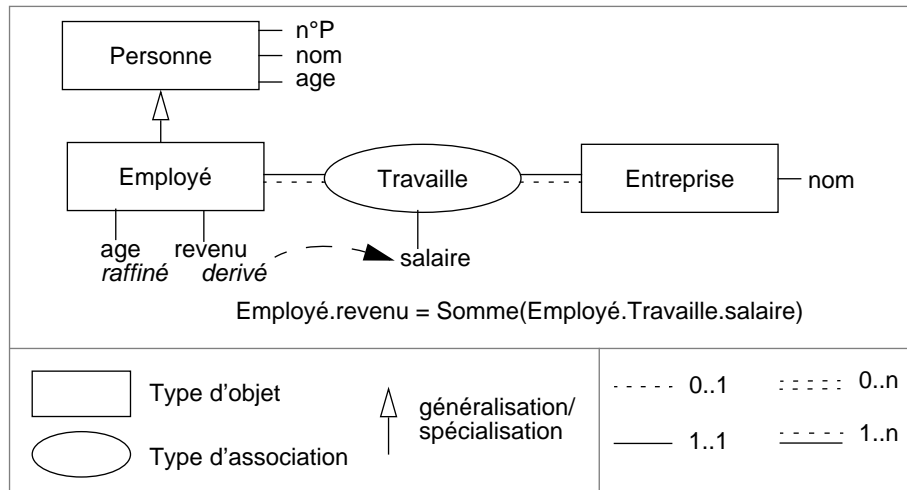 n°P
Personne
nom
age
Employé
Travaille
Entreprise
nom
age
revenu
raffiné
derivé
salaire
Employé.revenu = Somme(Employé.Travaille.salaire)
Type d'objet
Type d'association
généralisation/
spécialisation
0..1
0..n
1..1
1..n